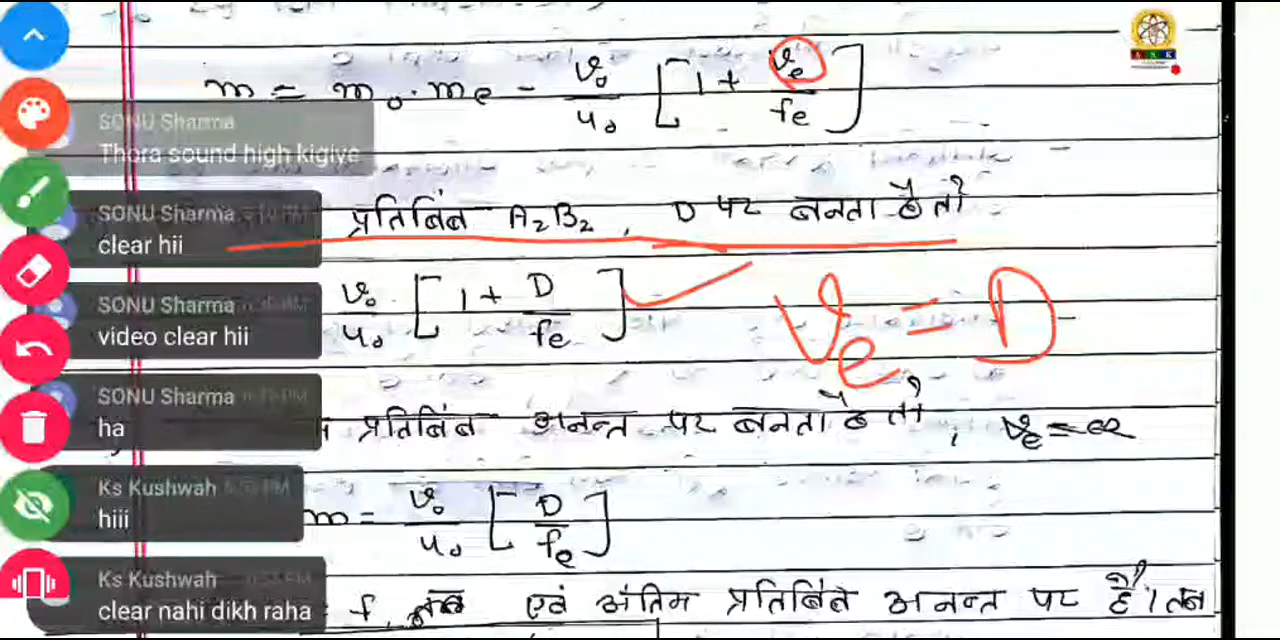 m = m₀. mₑ - v₀/u₀ [1 + vₑ/fₑ]
SONU Sharma
Thora sound high kigiye
SONU Sharma
clear hii
प्रतिबिंब A₂B₂, D पर बनता है तो
SONU Sharma
video clear hii
v₀/u₀ [1 + D/fₑ]
vₑ = D
SONU Sharma
ha
प्रतिबिंब अनन्त पर बनता है तो, vₑ = ∞
Ks Kushwah
hiii
m = v₀/u₀ [D/fₑ]
Ks Kushwah
clear nahi dikh raha
एवं अंतिम प्रतिबिंब अनन्त पर है। तब
A S K